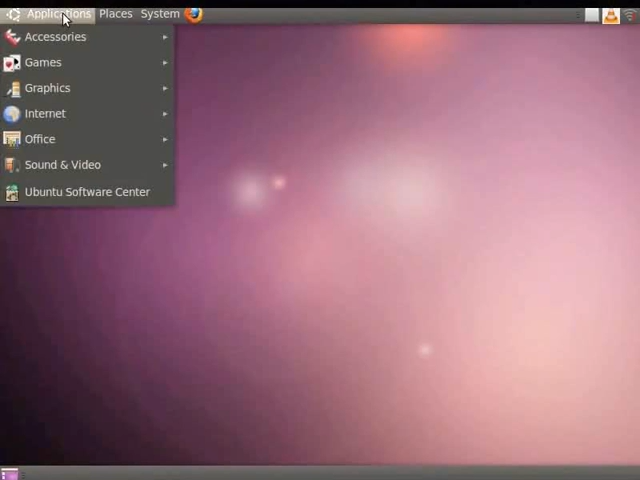 Applications Places System
Accessories
Games
Graphics
Internet
Office
Sound & Video
Ubuntu Software Center